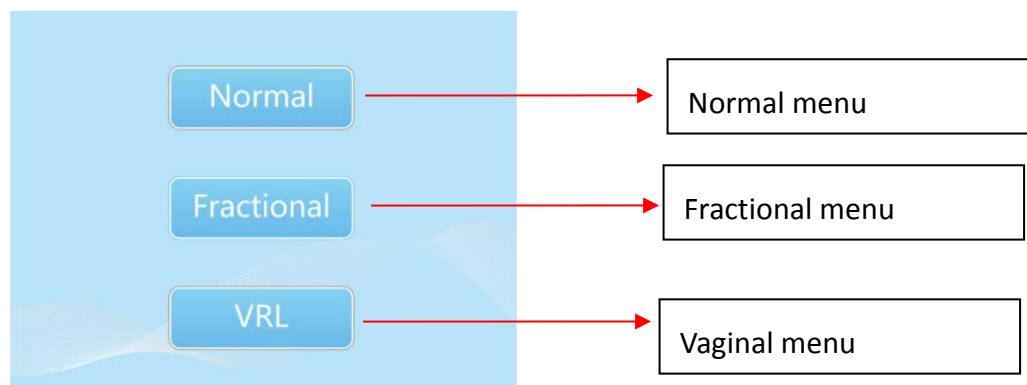 Normal
Normal menu
Fractional
Fractional menu
VRL
Vaginal menu